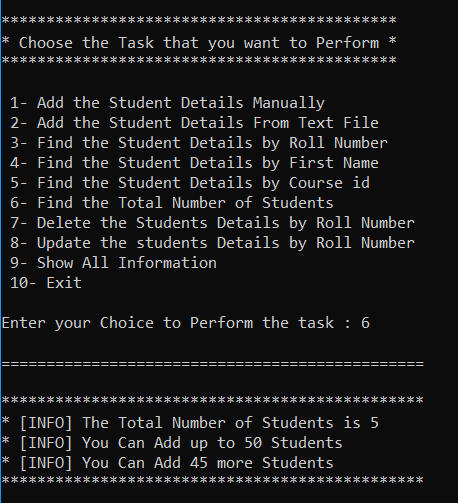 ********************************************
* Choose the Task that you want to Perform *
********************************************
1- Add the Student Details Manually
2- Add the Student Details From Text File
3- Find the Student Details by Roll Number
4- Find the Student Details by First Name
5- Find the Student Details by Course id
6- Find the Total Number of Students
7- Delete the Students Details by Roll Number
8- Update the students Details by Roll Number
9- Show All Information
10- Exit
Enter your Choice to Perform the task : 6
===============================================
***********************************************
* [INFO] The Total Number of Students is 5
* [INFO] You Can Add up to 50 Students
* [INFO] You Can Add 45 more Students
***********************************************